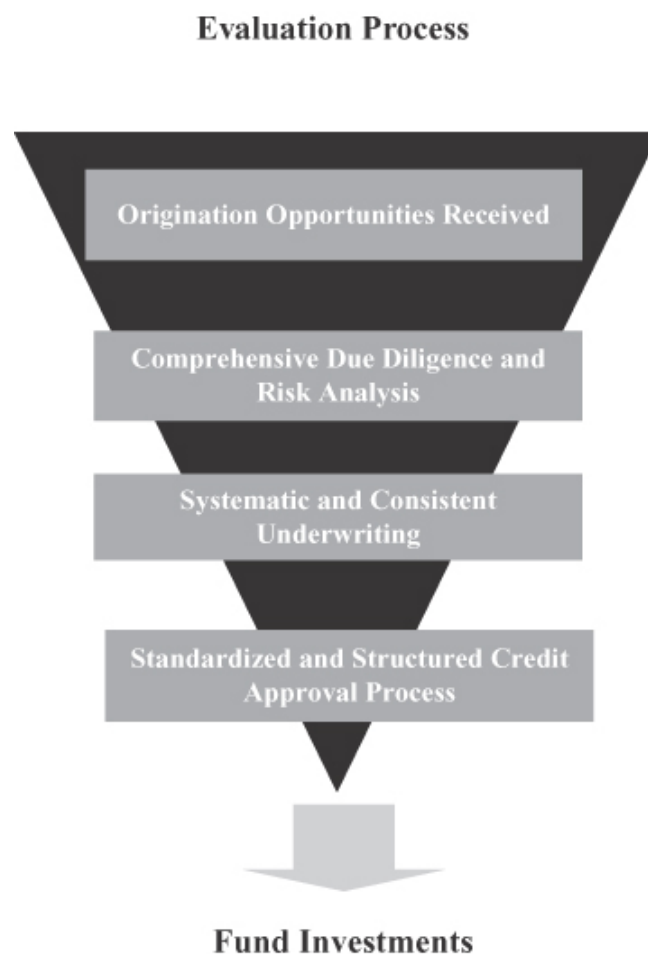 Evaluation Process
Origination Opportunities Received
Comprehensive Due Diligence and
Risk Analysis
Systematic and Consistent
Underwriting
Standardized and Structured Credit
Approval Process
Fund Investments